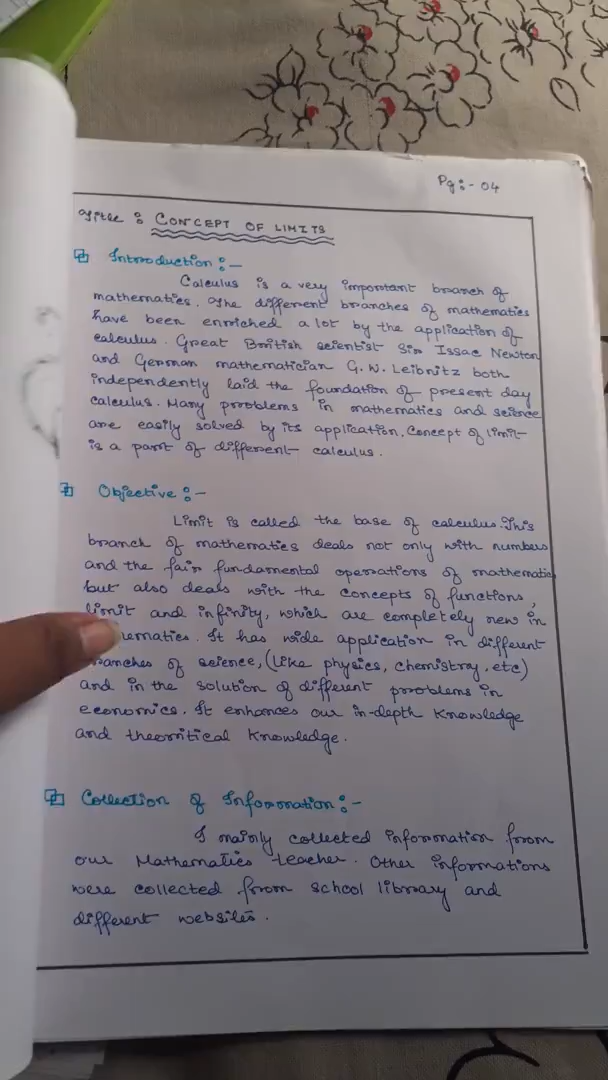 Pg:- 04
Title : CONCEPT OF LIMITS
Introduction :-
Calculus is a very important branch of
mathematics. The different branches of mathematics
have been enriched a lot by the application of
calculus. Great British scientist Sir Issac Newton
and German mathematician G. W. Leibnitz both
independently laid the foundation of present day
calculus. Many problems in mathematics and science
are easily solved by its application. Concept of limit
is a part of different calculus.
Objective :-
Limit is called the base of calculus. This
branch of mathematics deals not only with numbers
and the fair fundamental operations of mathematic
but also deals with the concepts of functions,
limit and infinity, which are completely new in
ematics. It has wide application in different
branches of science, (like physics, chemistry, etc)
and in the solution of different problems in
economics. It enhances our in-depth knowledge
and theoritical knowledge.
Collection of Information :-
I mainly collected information from
our Mathematics teacher. Other informations
were collected from school library and
different websites.